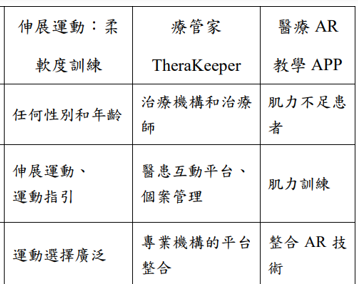 伸展運動：柔
軟度訓練
療管家
TheraKeeper
醫療 AR
教學 APP
任何性別和年齡
治療機構和治療
師
肌力不足患
者
伸展運動、
運動指引
醫患互動平台、
個案管理
肌力訓練
運動選擇廣泛
專業機構的平台
整合
整合 AR 技
術